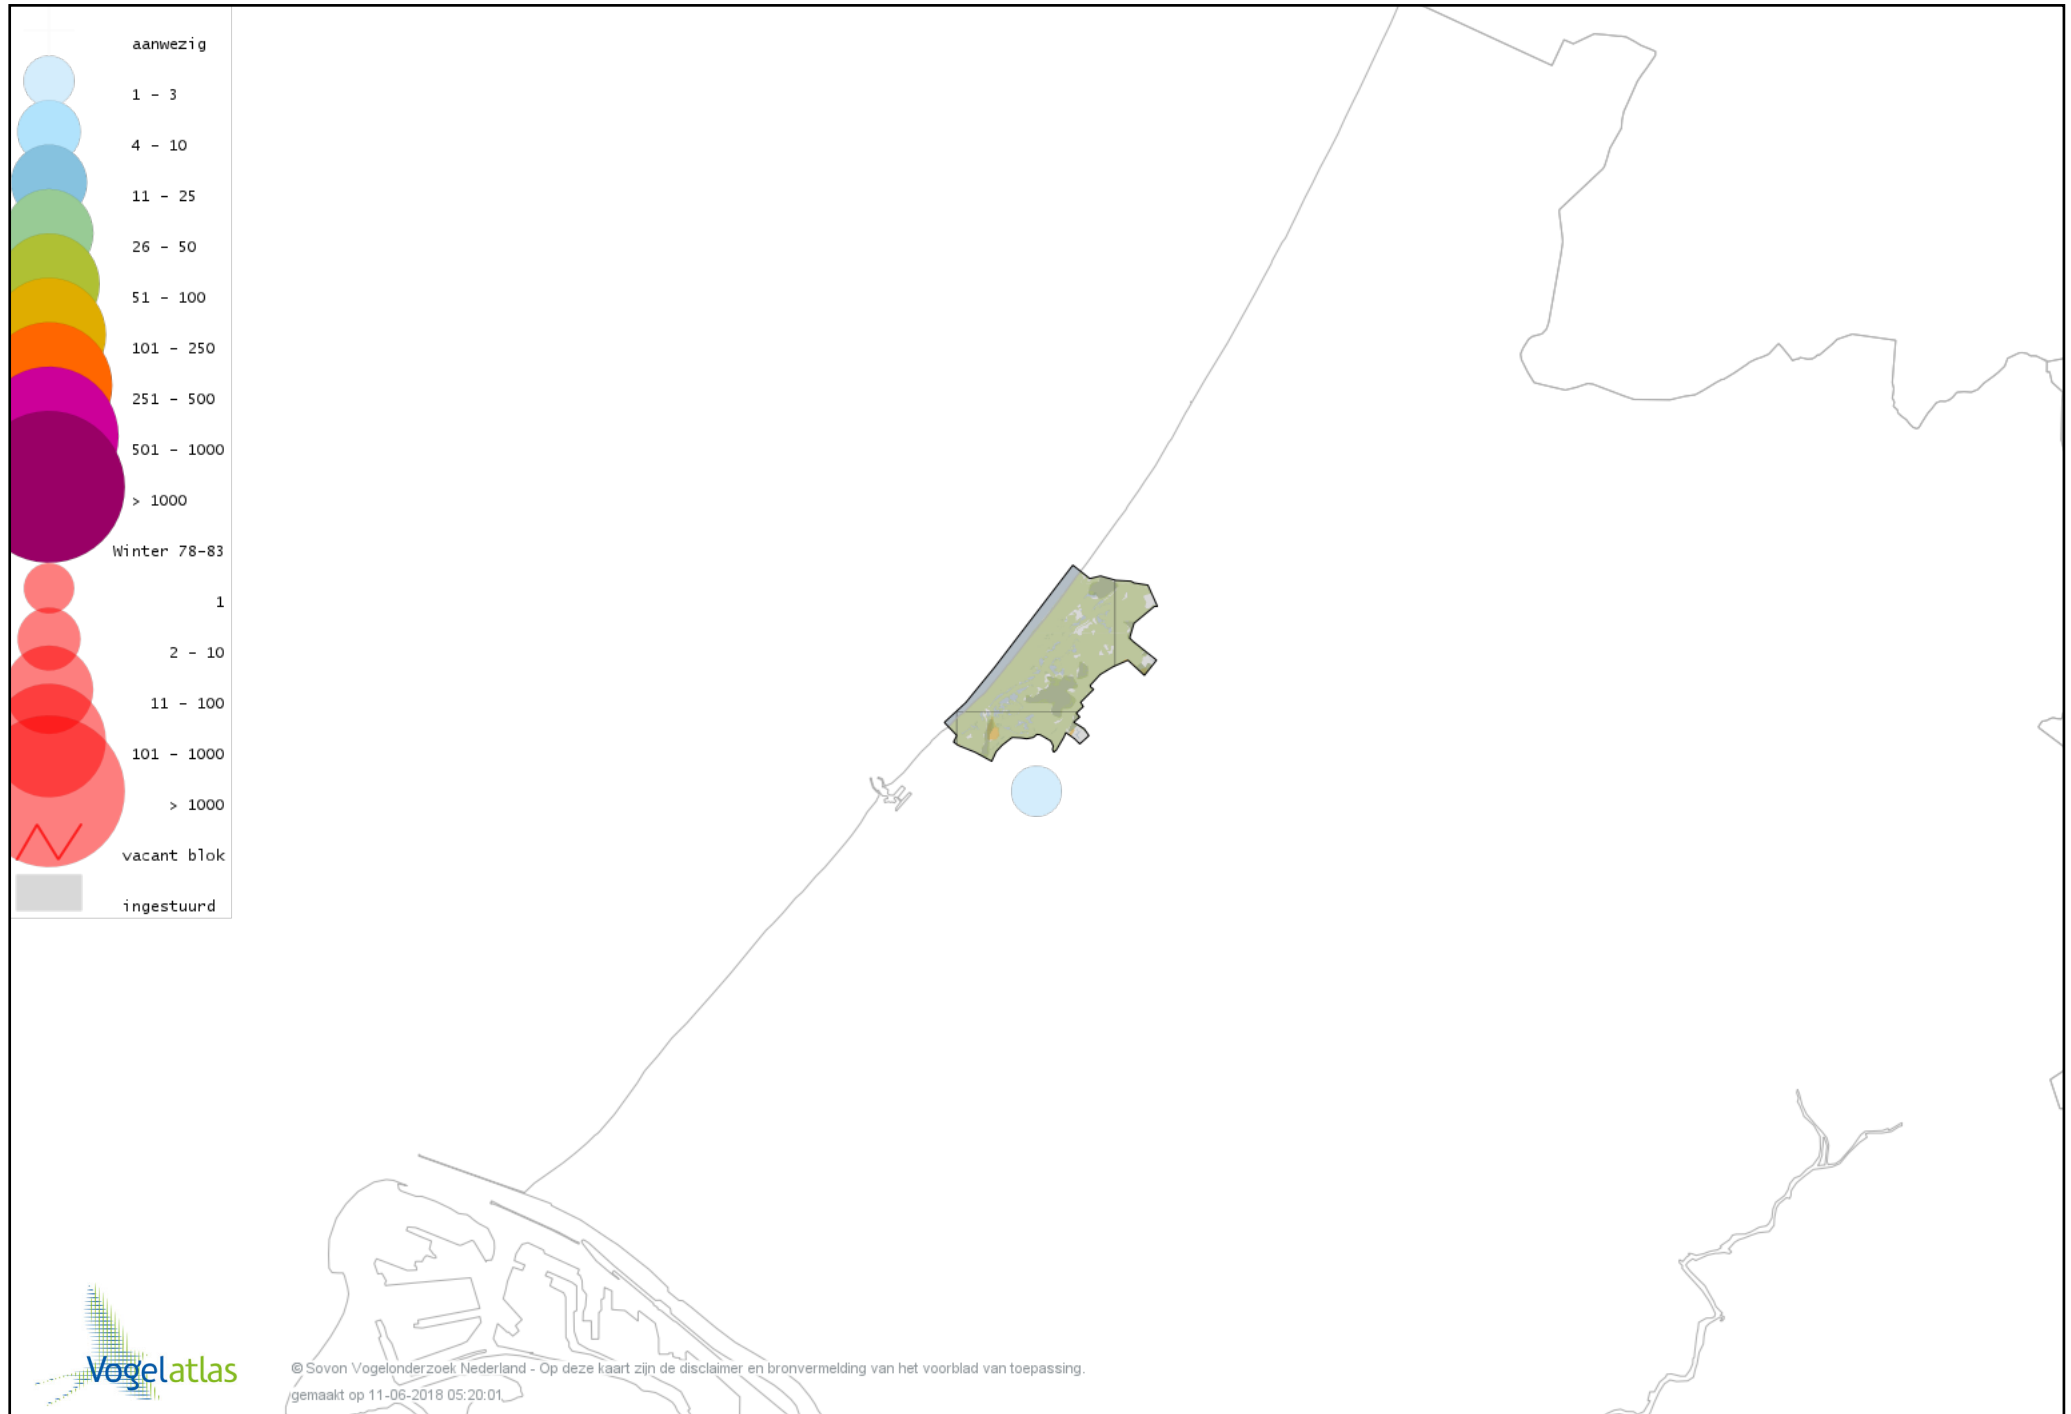 aanwezig
1 - 3
4 - 10
11 - 25
26 - 50
51 - 100
101 - 250
251 - 500
501 - 1000
> 1000
Winter 78-83
1
2 - 10
11 - 100
101 - 1000
> 1000
vacant blok
ingestuurd
Vogelatlas
© Sovon Vogelonderzoek Nederland - Op deze kaart zijn de disclaimer en bronvermelding van het voorblad van toepassing.
gemaakt op 11-06-2018 05:20:01